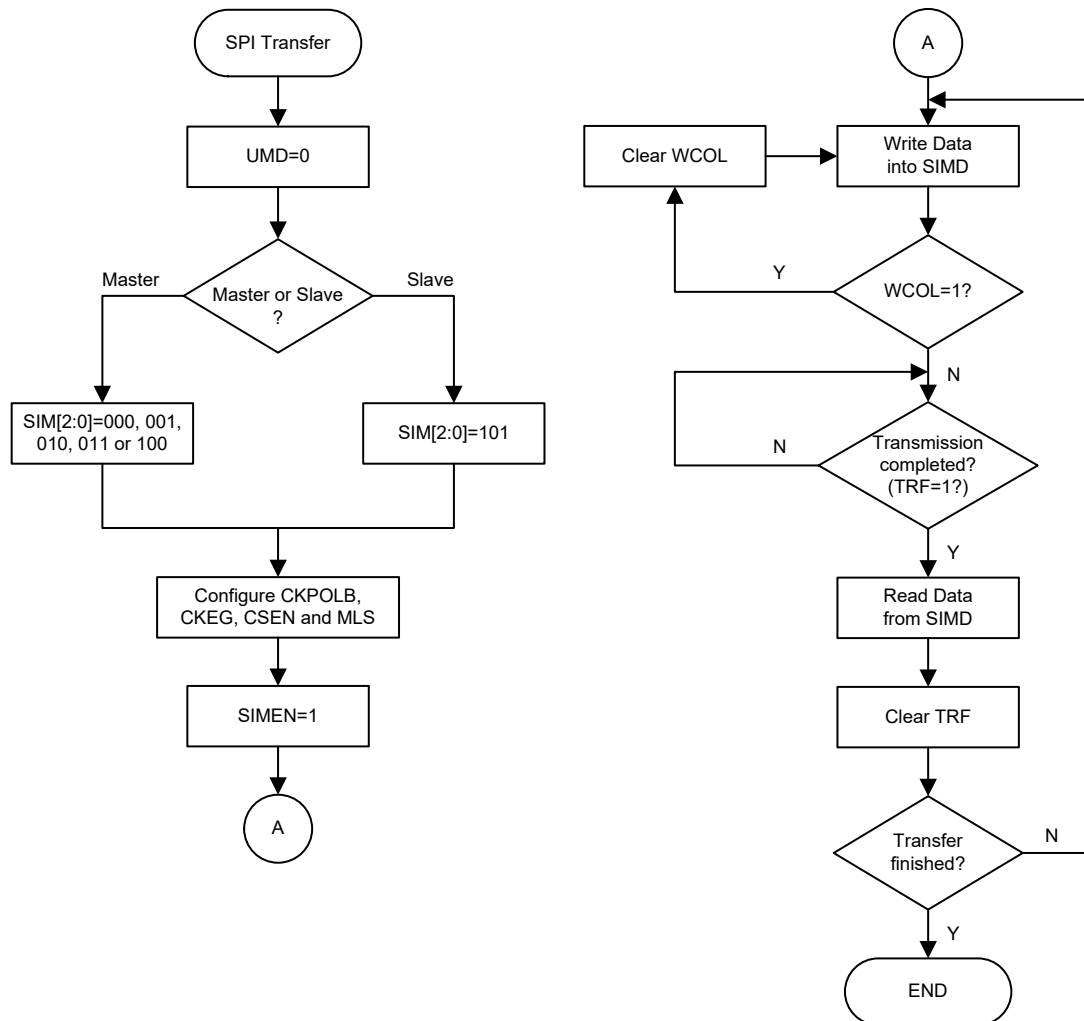 SPI Transfer
UMD=0
Master or Slave
?
Master
Slave
SIM[2:0]=000, 001,
010, 011 or 100
SIM[2:0]=101
Configure CKPOLB,
CKEG, CSEN and MLS
SIMEN=1
A
A
Write Data
into SIMD
Clear WCOL
WCOL=1?
Y
N
Transmission
completed?
(TRF=1?)
N
Y
Read Data
from SIMD
Clear TRF
Transfer
finished?
N
Y
END